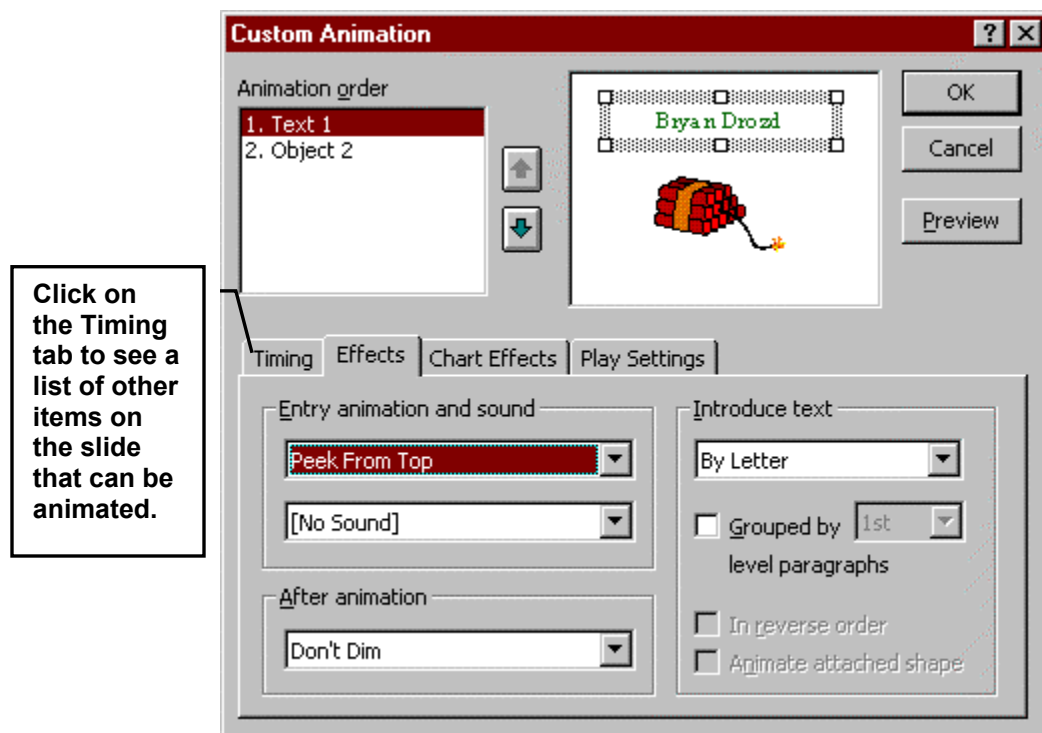 Custom Animation
Animation order
1. Text 1
2. Object 2
Bryan Drozd
OK
Cancel
Preview
Click on
the Timing
tab to see a
list of other
items on
the slide
that can be
animated.
Timing Effects Chart Effects Play Settings
Entry animation and sound
Peek From Top
[No Sound]
After animation
Don't Dim
Introduce text
By Letter
Grouped by 1st
level paragraphs
In reverse order
Animate attached shape